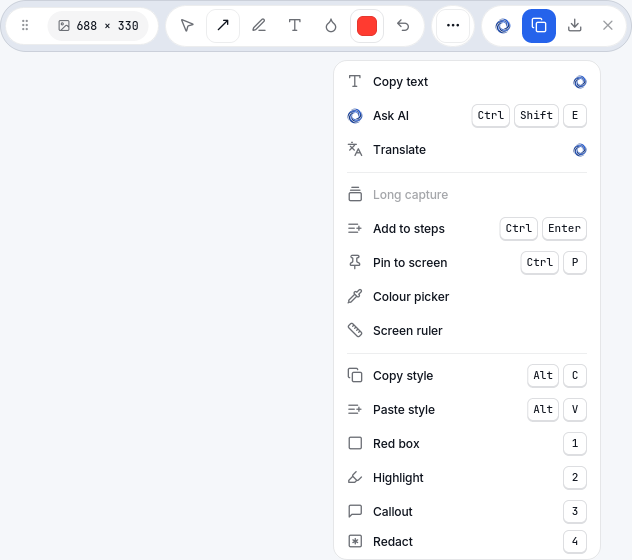 688 × 330
Copy text
Ask AI Ctrl Shift E
Translate
Long capture
Add to steps Ctrl Enter
Pin to screen Ctrl P
Colour picker
Screen ruler
Copy style Alt C
Paste style Alt V
Red box 1
Highlight 2
Callout 3
Redact 4